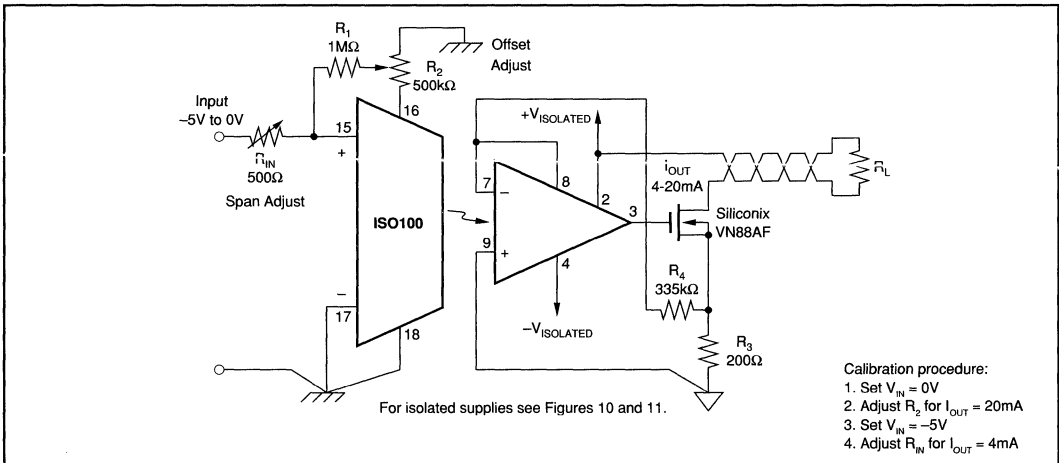 R1
1MΩ
Offset
Adjust
R2
500kΩ
Input
–5V to 0V
16
15
+
+VISOLATED
RIN
500Ω
Span Adjust
iOUT
4-20mA
RL
7
–
8
2
3
Siliconix
VN88AF
ISO100
9
+
4
R4
335kΩ
–
17
–VISOLATED
18
R3
200Ω
For isolated supplies see Figures 10 and 11.
Calibration procedure:
1. Set VIN = 0V
2. Adjust R2 for IOUT = 20mA
3. Set VIN = –5V
4. Adjust RIN for IOUT = 4mA